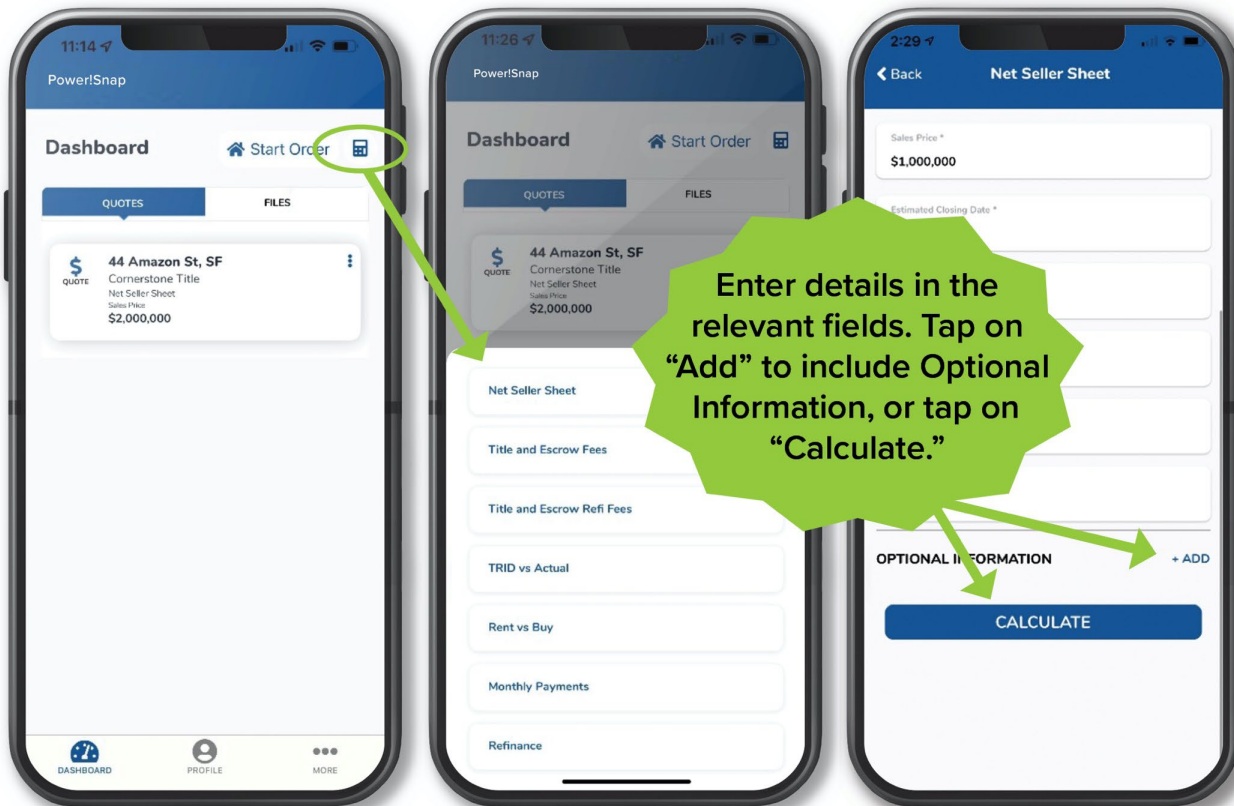 11:14
Power!Snap
Dashboard
Start Order
QUOTES
FILES
QUOTE
44 Amazon St, SF
Cornerstone Title
Net Seller Sheet
Sales Price
$2,000,000
DASHBOARD
PROFILE
MORE
11:26
Power!Snap
Dashboard
Start Order
QUOTES
FILES
QUOTE
44 Amazon St, SF
Cornerstone Title
Net Seller Sheet
Sales Price
$2,000,000
Net Seller Sheet
Title and Escrow Fees
Title and Escrow Refi Fees
TRID vs Actual
Rent vs Buy
Monthly Payments
Refinance
2:29
Back
Net Seller Sheet
Sales Price *
$1,000,000
Estimated Closing Date *
Enter details in the
relevant fields. Tap on
“Add” to include Optional
Information, or tap on
“Calculate.”
OPTIONAL INFORMATION
+ ADD
CALCULATE